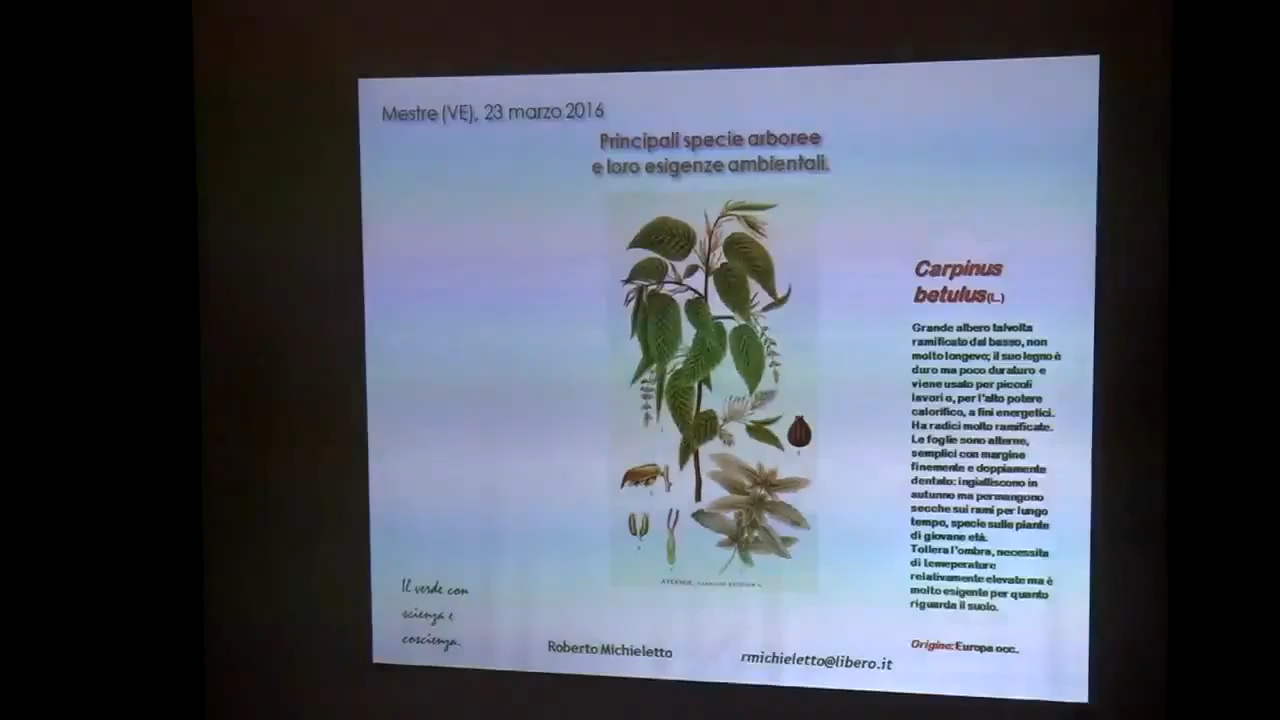 Mestre (VE), 23 marzo 2016
Principali specie arboree
e loro esigenze ambientali.
Carpinus
betulus(L.)
Grande albero talvolta
ramificato dal basso, non
molto longevo; il suo legno è
duro ma poco duraturo e
viene usato per piccoli
lavori o, per l'alto potere
calorifico, a fini energetici.
Ha radici molto ramificate.
Le foglie sono alterne,
semplici con margine
finemente e doppiamente
dentato: ingialliscono in
autunno ma permangono
secche sui rami per lungo
tempo, specie sulle piante
di giovane età.
Tollera l'ombra, necessita
di temeperature
relativamente elevate ma è
molto esigente per quanto
riguarda il suolo.
Origine: Europa occ.
Il verde con
scienza e
coscienza.
Roberto Michieletto
rmichieletto@libero.it